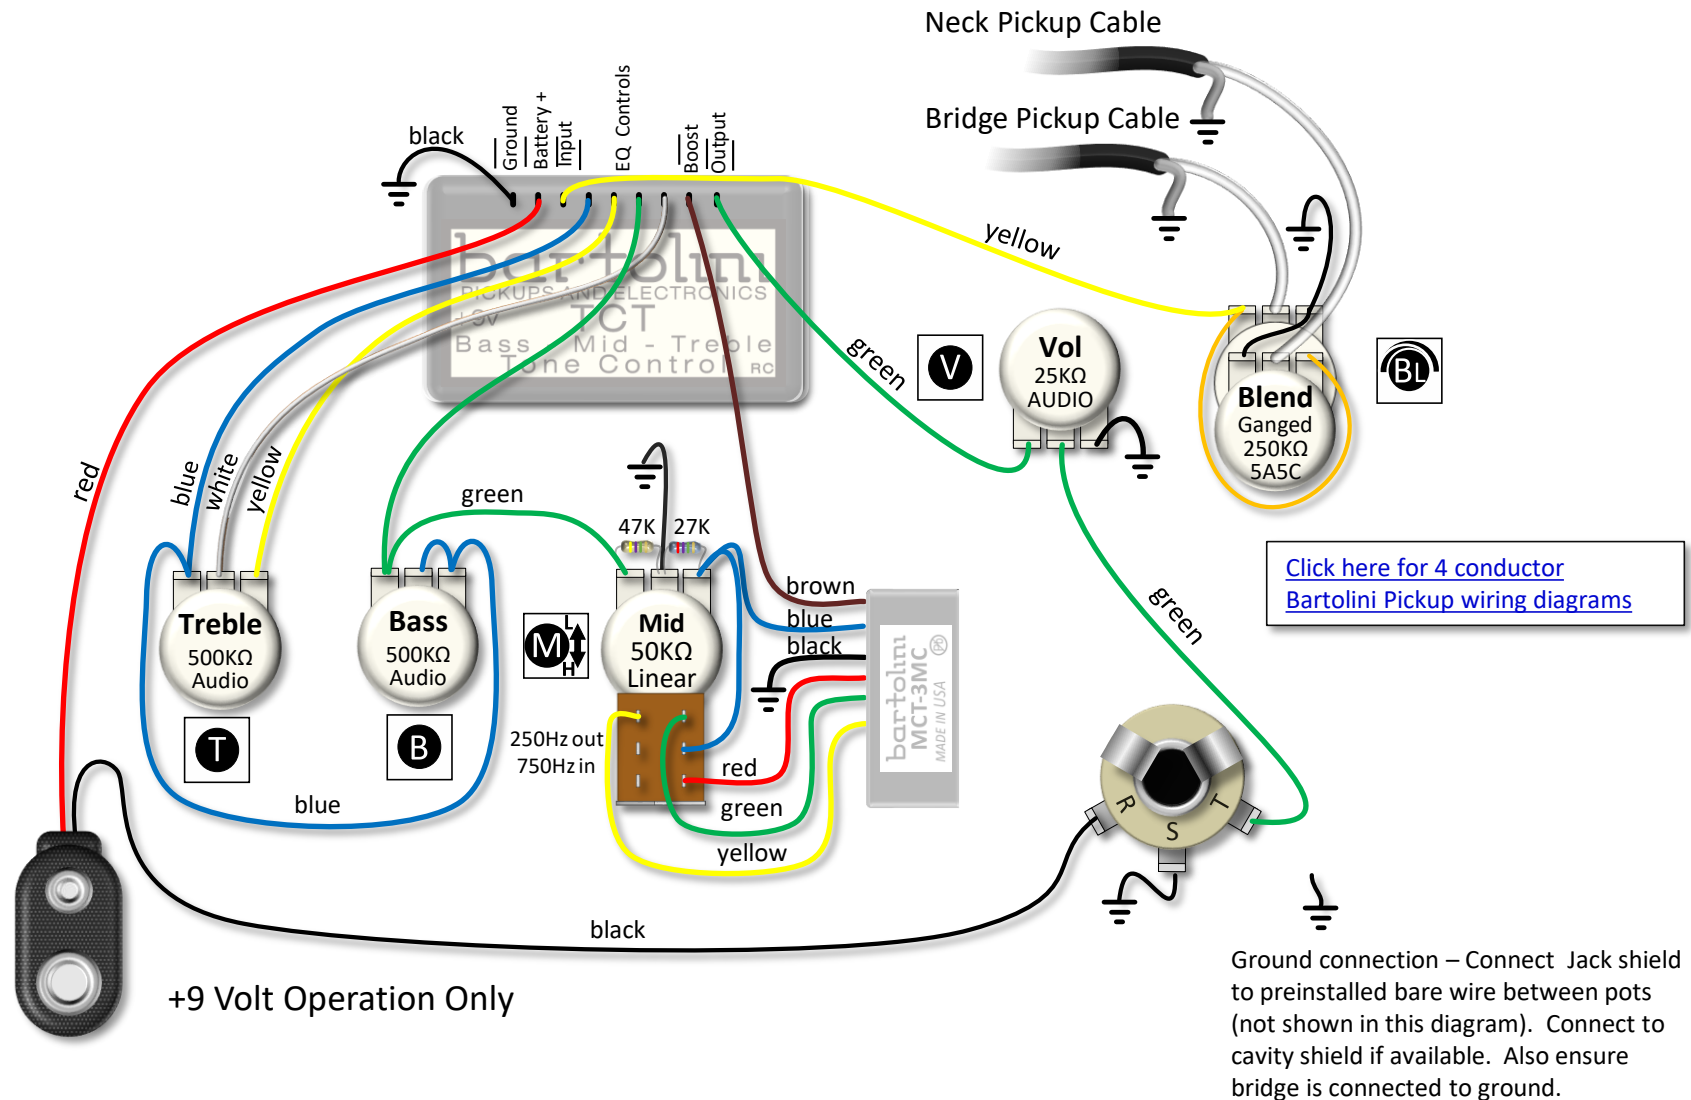 Neck Pickup Cable
Bridge Pickup Cable
black
Ground
Battery +
Input
EQ Controls
Boost
Output
bartolini
PICKUPS AND ELECTRONICS
+9v TCT
Bass - Mid - Treble
Tone Control RC
yellow
green
V
Vol
25KΩ
AUDIO
BL
Blend
Ganged
250KΩ
5A5C
red
blue
white
yellow
green
47K
27K
Click here for 4 conductor
Bartolini Pickup wiring diagrams
brown
blue
black
green
Treble
500KΩ
Audio
T
Bass
500KΩ
Audio
B
M
L
H
Mid
50KΩ
Linear
bartolini
MCT-3MC
MADE IN USA
Pb
250Hz out
750Hz in
red
green
yellow
blue
R
S
T
black
+9 Volt Operation Only
Ground connection – Connect Jack shield
to preinstalled bare wire between pots
(not shown in this diagram). Connect to
cavity shield if available. Also ensure
bridge is connected to ground.